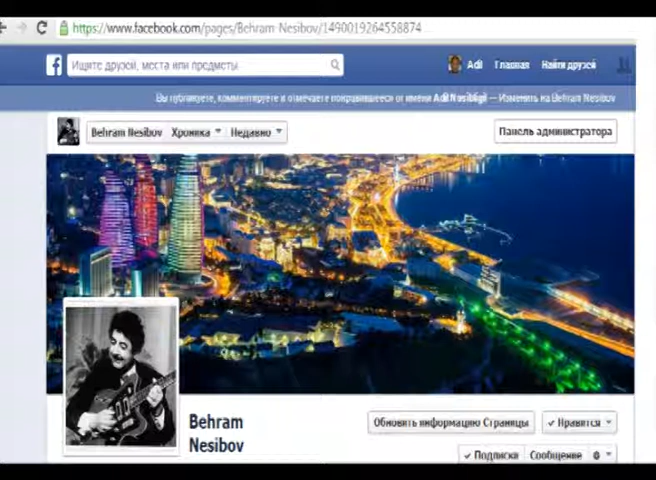 https://www.facebook.com/pages/Behram-Nesibov/1490019264558874
f
Ищите друзей, места или предметы
Adil Главная Найти друзей
Вы публикуете, комментируете и отмечаете понравившееся от имени — Изменить на Behram Nesibov
Behram Nesibov Хроника Недавно
Панель администратора
Behram
Nesibov
Обновить информацию Страницы
Нравится
Подписки Сообщение